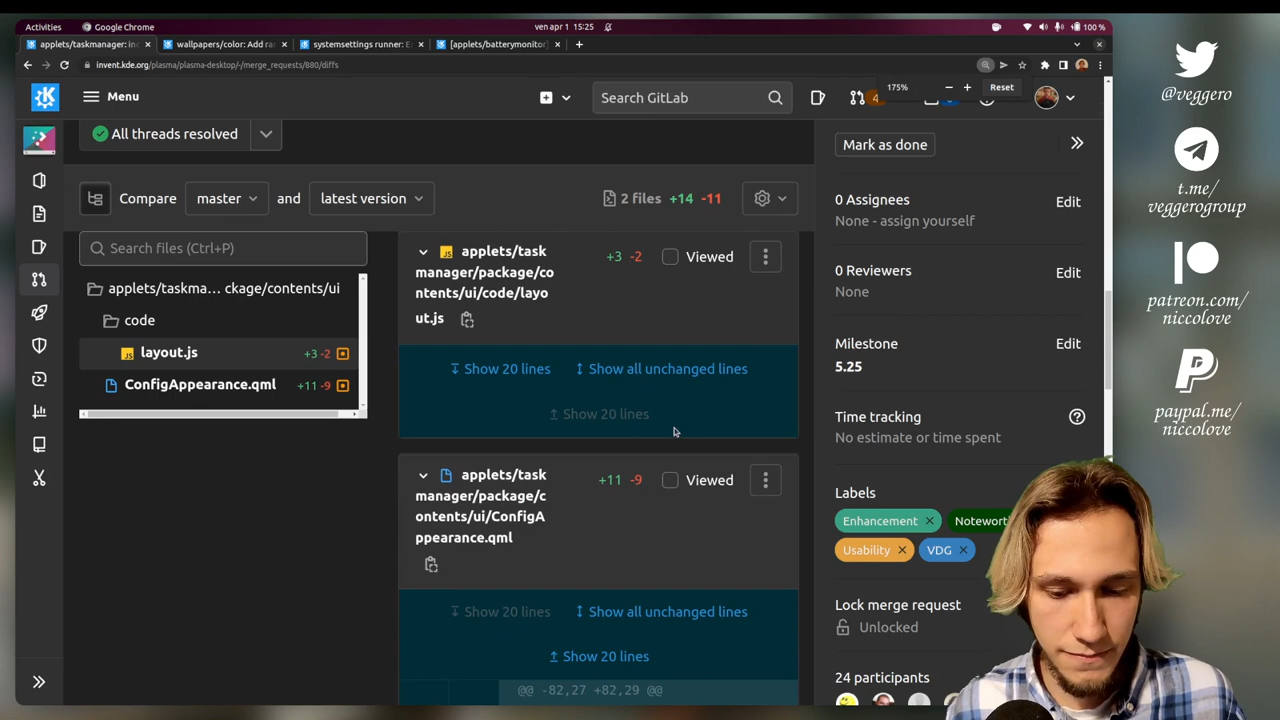 Activities
Google Chrome
ven apr 1 15:25
100 %
applets/taskmanager: in
wallpapers/color: Add ra
systemsettings runner: E
[applets/batterymonitor]
invent.kde.org/plasma/plasma-desktop/-/merge_requests/880/diffs
175%
Reset
Menu
Search GitLab
4
All threads resolved
Mark as done
Compare
master
and
latest version
2 files +14 -11
0 Assignees
Edit
None - assign yourself
Search files (Ctrl+P)
applets/taskma... ckage/contents/ui
code
layout.js
+3 -2
ConfigAppearance.qml
+11 -9
applets/task
manager/package/co
ntents/ui/code/layo
ut.js
+3 -2
Viewed
Show 20 lines
Show all unchanged lines
Show 20 lines
applets/task
manager/package/c
ontents/ui/ConfigA
ppearance.qml
+11 -9
Viewed
Show 20 lines
Show all unchanged lines
Show 20 lines
@@ -82,27 +82,29 @@
0 Reviewers
Edit
None
Milestone
Edit
5.25
Time tracking
No estimate or time spent
Labels
Enhancement
Notewort
Usability
VDG
Lock merge request
Unlocked
24 participants
@veggero
t.me/
veggerogroup
patreon.com/
niccolove
paypal.me/
niccolove